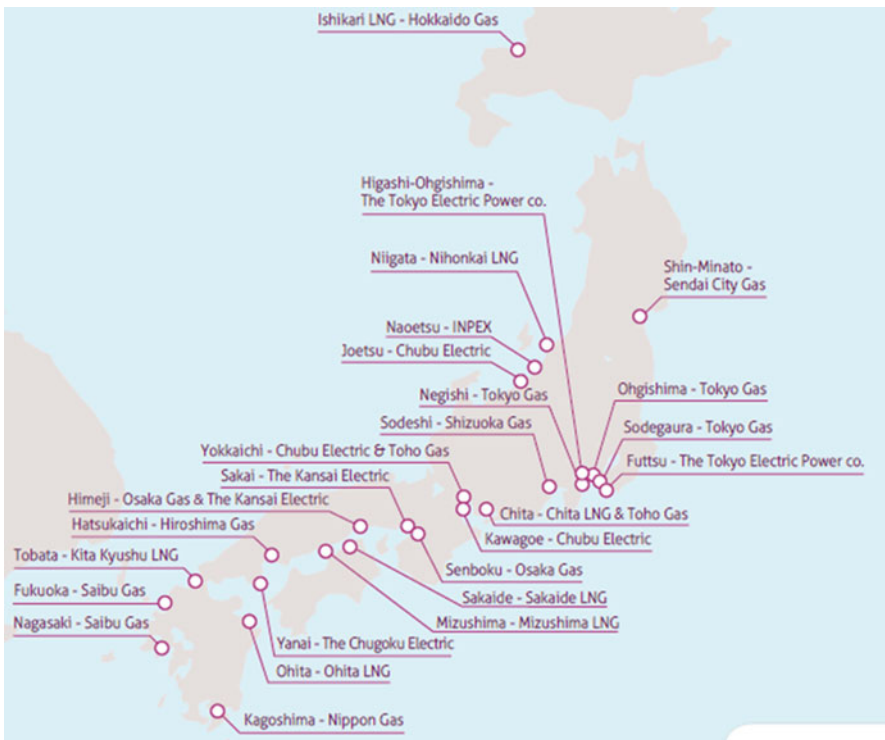 Ishikari LNG - Hokkaido Gas
Higashi-Ohgishima -
The Tokyo Electric Power co.
Niigata - Nihonkai LNG
Shin-Minato -
Sendai City Gas
Naoetsu - INPEX
Joetsu - Chubu Electric
Negishi - Tokyo Gas
Ohgishima - Tokyo Gas
Sodeshi - Shizuoka Gas
Sodegaura - Tokyo Gas
Yokkaichi - Chubu Electric & Toho Gas
Futtsu - The Tokyo Electric Power co.
Sakai - The Kansai Electric
Himeji - Osaka Gas & The Kansai Electric
Chita - Chita LNG & Toho Gas
Hatsukaichi - Hiroshima Gas
Kawagoe - Chubu Electric
Tobata - Kita Kyushu LNG
Senboku - Osaka Gas
Fukuoka - Saibu Gas
Sakaide - Sakaide LNG
Nagasaki - Saibu Gas
Mizushima - Mizushima LNG
Yanai - The Chugoku Electric
Ohita - Ohita LNG
Kagoshima - Nippon Gas